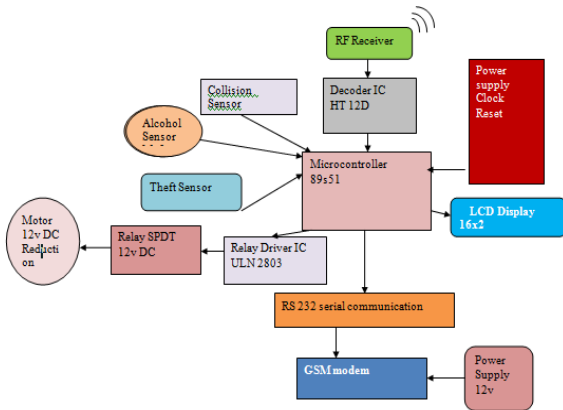 RF Receiver
Collision
Sensor
Decoder IC
HT 12D
Power
supply
Clock
Reset
Alcohol
Sensor
Microcontroller
89s51
Theft Sensor
LCD Display
16x2
Motor
12v DC
Reducti
on
Relay SPDT
12v DC
Relay Driver IC
ULN 2803
RS 232 serial communication
GSM modem
Power
Supply
12v